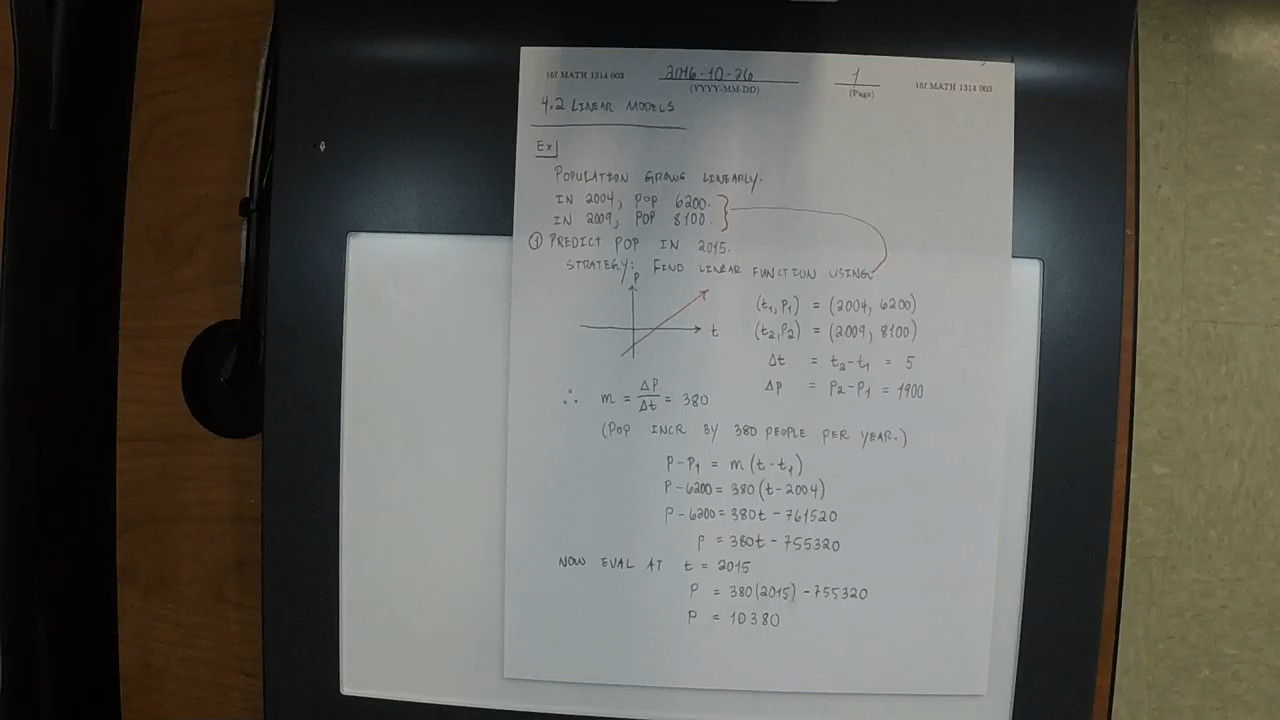 16f MATH 1314 003 2016-10-26 1 16f MATH 1314 003
(YYYY-MM-DD) (Page)
4.2 LINEAR MODELS
EX
POPULATION GROWS LINEARLY.
IN 2004, POP 6200.
IN 2009, POP 8100.
① PREDICT POP IN 2015.
STRATEGY: FIND LINEAR FUNCTION USING
P
t
(t₁, P₁) = (2004, 6200)
(t₂, P₂) = (2009, 8100)
Δt = t₂-t₁ = 5
ΔP = P₂-P₁ = 1900
∴ m = ΔP/Δt = 380
(POP INCR BY 380 PEOPLE PER YEAR.)
P-P₁ = m(t-t₁)
P-6200 = 380(t-2004)
P-6200 = 380t - 761520
P = 380t - 755320
NOW EVAL AT t = 2015
P = 380(2015) - 755320
P = 10380